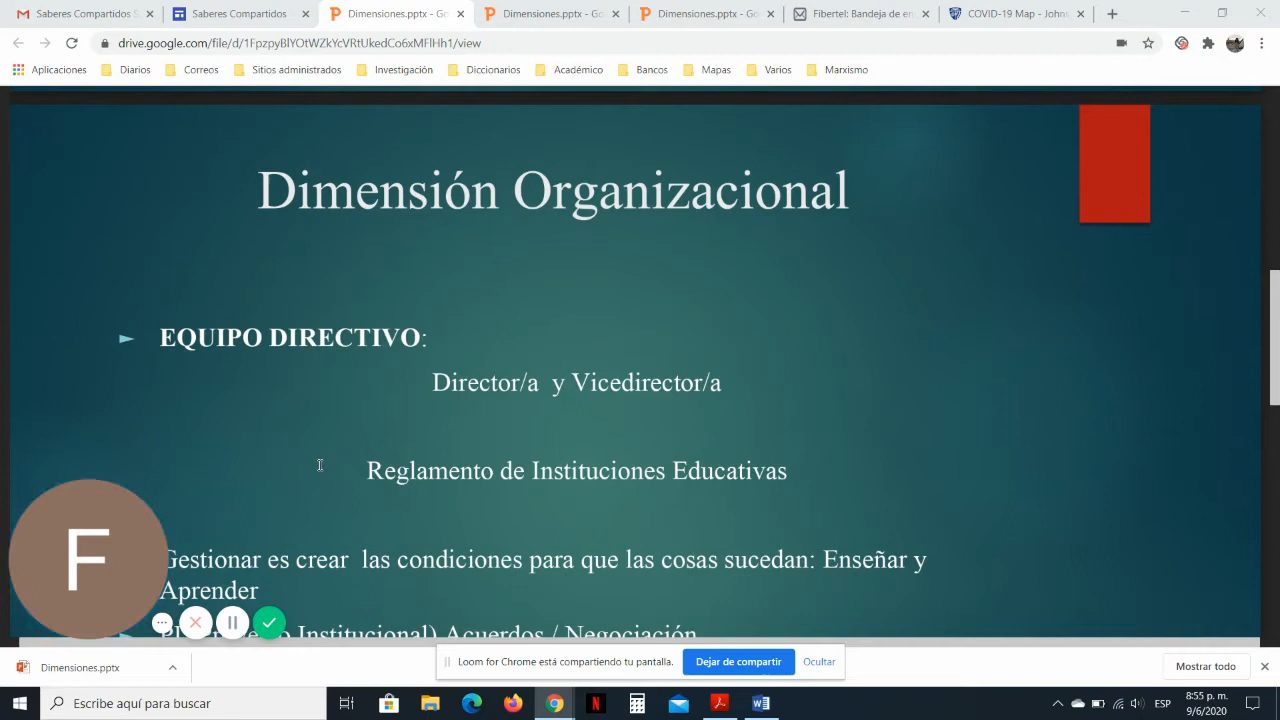 Saberes Compartidos S
Saberes Compartidos
Dimensiones.pptx - Go
Dimensiones.pptx - Go
Dimensiones.pptx - Go
Fibertel: Bandeja de en
COVID-19 Map - Johns
drive.google.com/file/d/1FpzpyBlYOtWZkYcVRtUkedCo6xMFlHh1/view
Aplicaciones
Diarios
Correos
Sitios administrados
Investigación
Diccionarios
Académico
Bancos
Mapas
Varios
Marxismo
Dimensión Organizacional
► EQUIPO DIRECTIVO:
Director/a y Vicedirector/a
Reglamento de Instituciones Educativas
Gestionar es crear las condiciones para que las cosas sucedan: Enseñar y
Aprender
Institucional) Acuerdos / Negociación
F
Loom for Chrome está compartiendo tu pantalla.
Dejar de compartir
Ocultar
Dimensiones.pptx
Mostrar todo
Escribe aquí para buscar
N
ESP
8:55 p. m.
9/6/2020